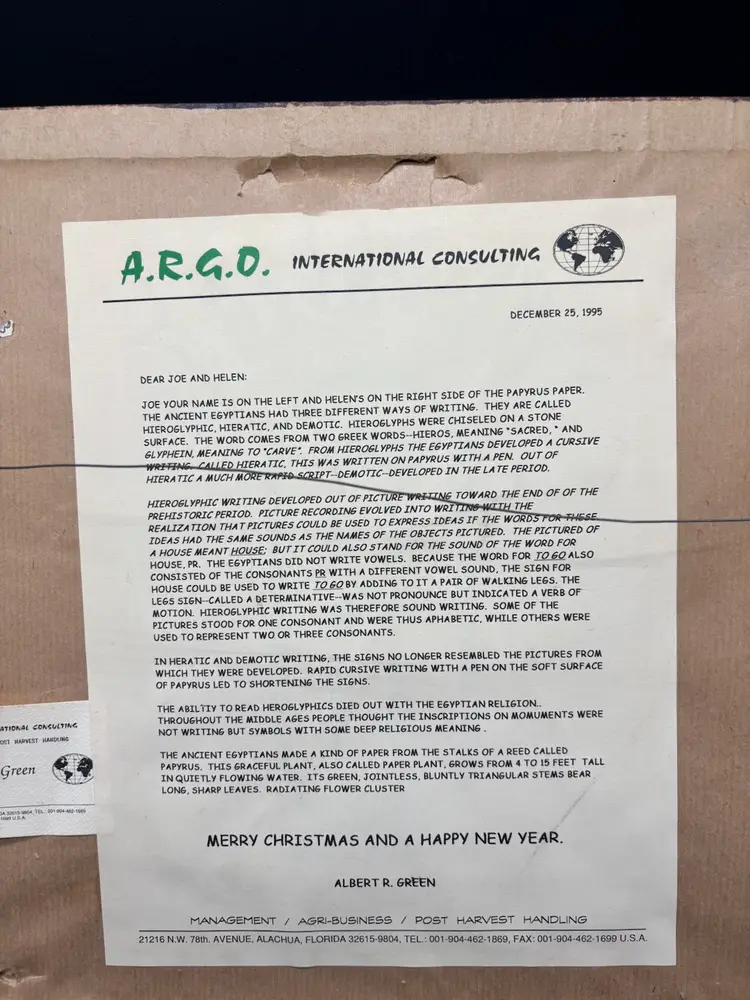 A.R.G.O. INTERNATIONAL CONSULTING
DECEMBER 25, 1995
DEAR JOE AND HELEN:
JOE YOUR NAME IS ON THE LEFT AND HELEN'S ON THE RIGHT SIDE OF THE PAPYRUS PAPER.
THE ANCIENT EGYPTIANS HAD THREE DIFFERENT WAYS OF WRITING. THEY ARE CALLED
HIEROGLYPHIC, HIERATIC, AND DEMOTIC. HIEROGLYPHS WERE CHISELED ON A STONE
SURFACE. THE WORD COMES FROM TWO GREEK WORDS--HIEROS, MEANING "SACRED, " AND
GLYPHEIN, MEANING TO "CARVE". FROM HIEROGLYPHS THE EGYPTIANS DEVELOPED A CURSIVE
WRITING. CALLED HIERATIC, THIS WAS WRITTEN ON PAPYRUS WITH A PEN. OUT OF
HIERATIC A MUCH MORE RAPID SCRIPT--DEMOTIC--DEVELOPED IN THE LATE PERIOD.
HIEROGLYPHIC WRITING DEVELOPED OUT OF PICTURE WRITING TOWARD THE END OF OF THE
PREHISTORIC PERIOD. PICTURE RECORDING EVOLVED INTO WRITING WITH THE
REALIZATION THAT PICTURES COULD BE USED TO EXPRESS IDEAS IF THE WORDS FOR THESE
IDEAS HAD THE SAME SOUNDS AS THE NAMES OF THE OBJECTS PICTURED. THE PICTURED OF
A HOUSE MEANT HOUSE; BUT IT COULD ALSO STAND FOR THE SOUND OF THE WORD FOR
HOUSE, PR. THE EGYPTIANS DID NOT WRITE VOWELS. BECAUSE THE WORD FOR TO GO ALSO
CONSISTED OF THE CONSONANTS PR WITH A DIFFERENT VOWEL SOUND, THE SIGN FOR
HOUSE COULD BE USED TO WRITE TO GO BY ADDING TO IT A PAIR OF WALKING LEGS. THE
LEGS SIGN--CALLED A DETERMINATIVE--WAS NOT PRONOUNCE BUT INDICATED A VERB OF
MOTION. HIEROGLYPHIC WRITING WAS THEREFORE SOUND WRITING. SOME OF THE
PICTURES STOOD FOR ONE CONSONANT AND WERE THUS APHABETIC, WHILE OTHERS WERE
USED TO REPRESENT TWO OR THREE CONSONANTS.
IN HERATIC AND DEMOTIC WRITING, THE SIGNS NO LONGER RESEMBLED THE PICTURES FROM
WHICH THEY WERE DEVELOPED. RAPID CURSIVE WRITING WITH A PEN ON THE SOFT SURFACE
OF PAPYRUS LED TO SHORTENING THE SIGNS.
THE ABILTIY TO READ HEROGLYPHICS DIED OUT WITH THE EGYPTIAN RELIGION..
THROUGHOUT THE MIDDLE AGES PEOPLE THOUGHT THE INSCRIPTIONS ON MOMUMENTS WERE
NOT WRITING BUT SYMBOLS WITH SOME DEEP RELIGIOUS MEANING .
THE ANCIENT EGYPTIANS MADE A KIND OF PAPER FROM THE STALKS OF A REED CALLED
PAPYRUS. THIS GRACEFUL PLANT, ALSO CALLED PAPER PLANT, GROWS FROM 4 TO 15 FEET TALL
IN QUIETLY FLOWING WATER. ITS GREEN, JOINTLESS, BLUNTLY TRIANGULAR STEMS BEAR
LONG, SHARP LEAVES. RADIATING FLOWER CLUSTER
MERRY CHRISTMAS AND A HAPPY NEW YEAR.
ALBERT R. GREEN
MANAGEMENT / AGRI-BUSINESS / POST HARVEST HANDLING
21216 N.W. 78th. AVENUE, ALACHUA, FLORIDA 32615-9804, TEL.: 001-904-462-1869, FAX: 001-904-462-1699 U.S.A.
CONSULTING
POST HARVEST HANDLING
Green
32615-9804, TEL.: 001-904-462-1869
U.S.A.